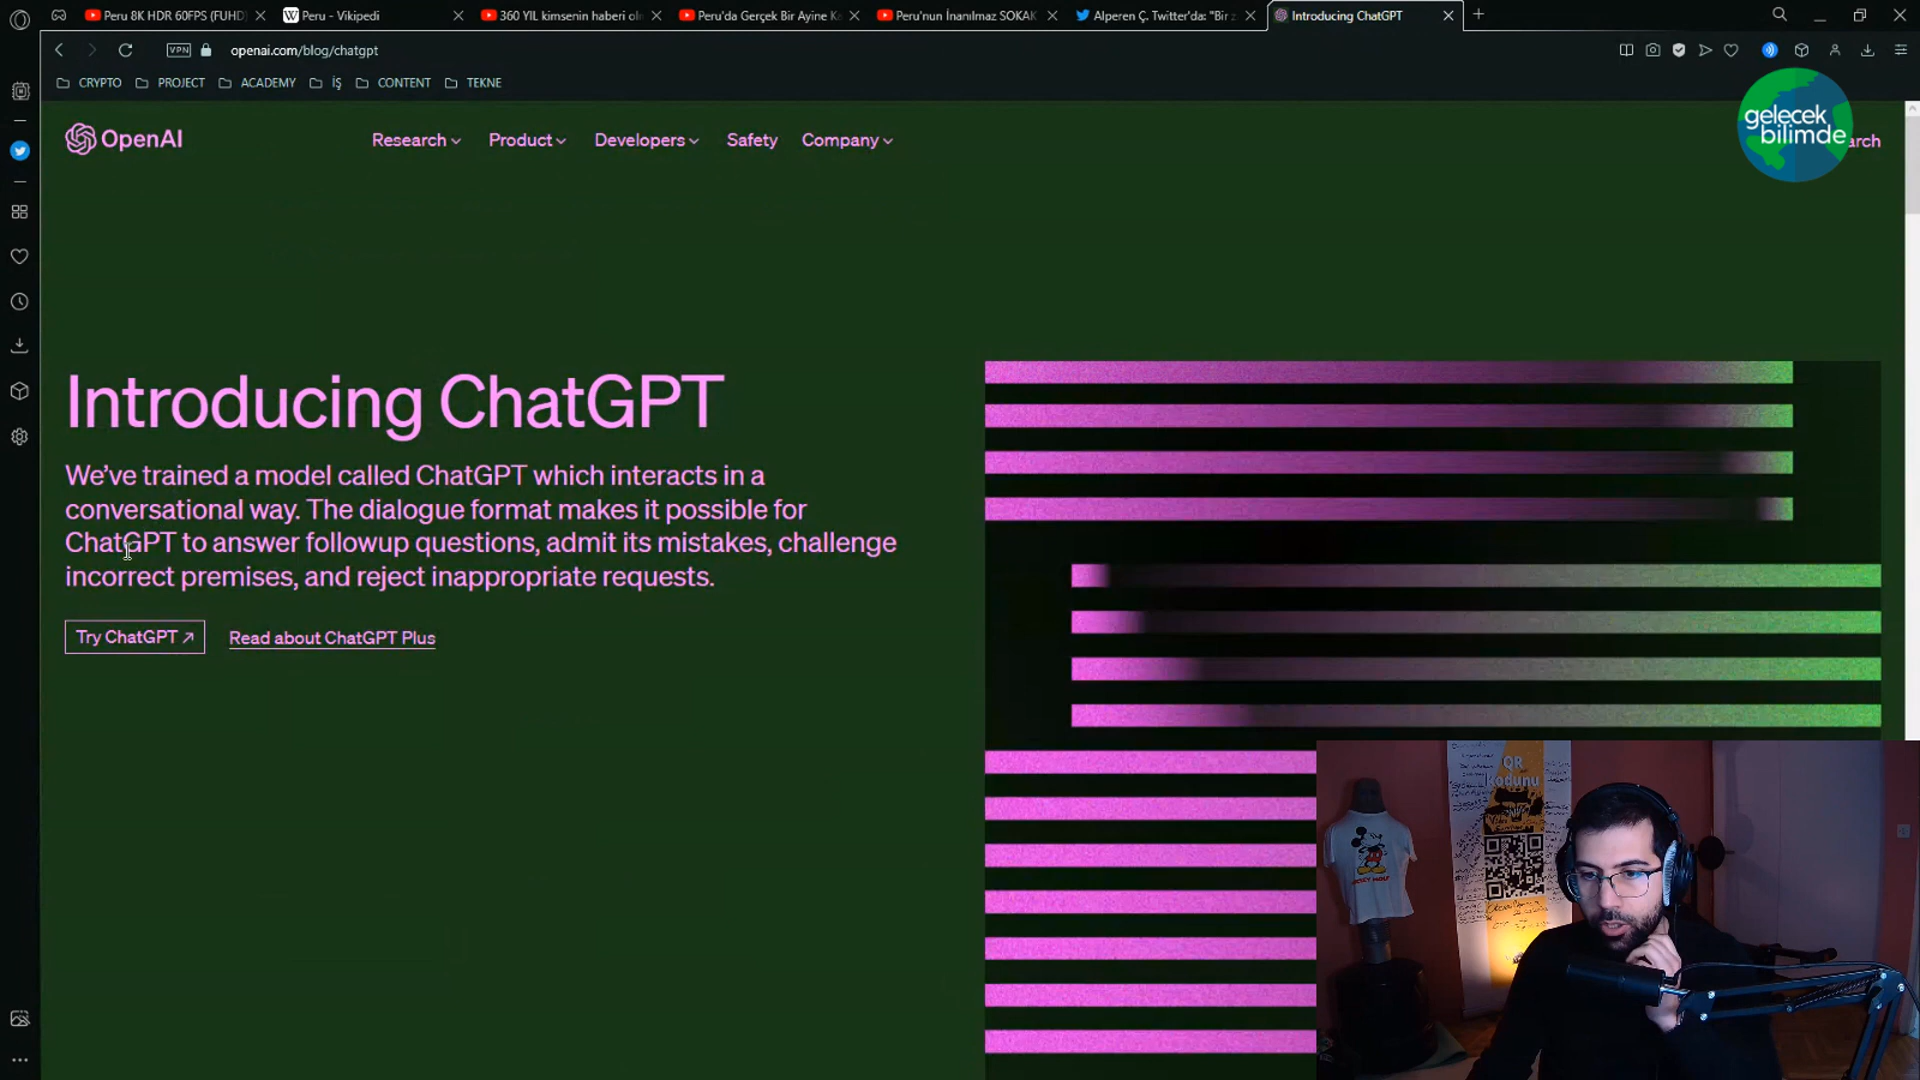 Peru 8K HDR 60FPS (FUHD)
Peru - Vikipedi
360 YIL kimsenin haberi olm
Peru'da Gerçek Bir Ayine Ka
Peru'nun İnanılmaz SOKAK
Alperen Ç. Twitter'da: "Bir z
Introducing ChatGPT
VPN
openai.com/blog/chatgpt
CRYPTO
PROJECT
ACADEMY
İŞ
CONTENT
TEKNE
OpenAI
Research
Product
Developers
Safety
Company
arch
gelecek
bilimde
Introducing ChatGPT
We've trained a model called ChatGPT which interacts in a
conversational way. The dialogue format makes it possible for
ChatGPT to answer followup questions, admit its mistakes, challenge
incorrect premises, and reject inappropriate requests.
Try ChatGPT ↗
Read about ChatGPT Plus
QR
Kodunu